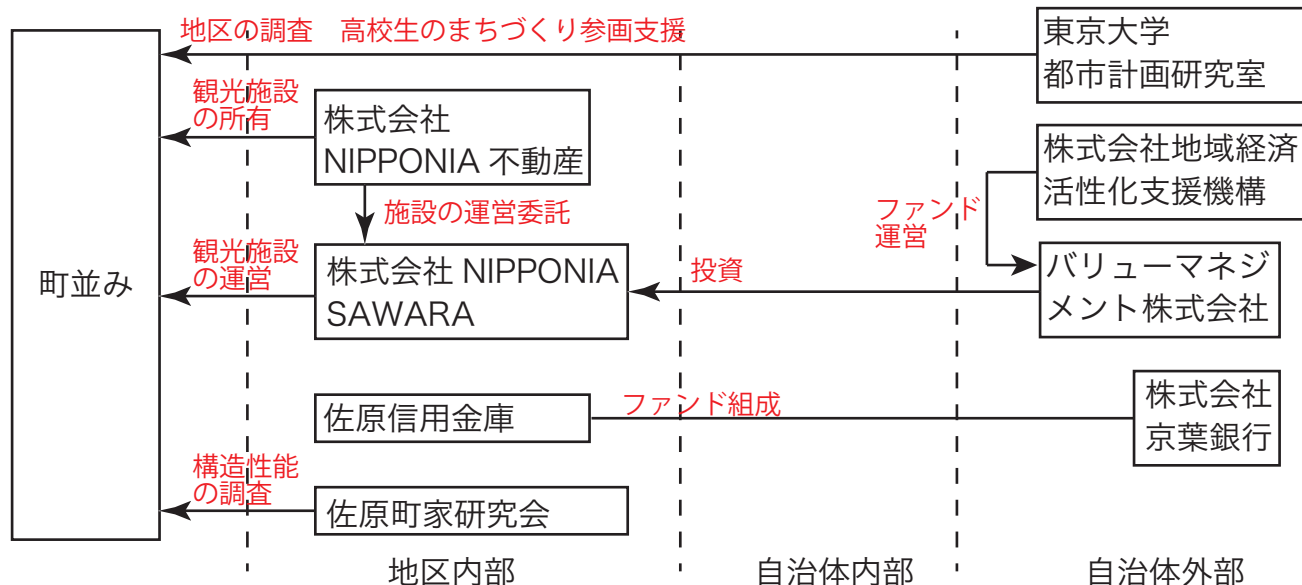 地区の調査　高校生のまちづくり参画支援
東京大学
都市計画研究室
観光施設
の所有
株式会社
NIPPONIA 不動産
株式会社地域経済
活性化支援機構
施設の運営委託
ファンド
運営
町並み
観光施設
の運営
株式会社 NIPPONIA
SAWARA
投資
バリューマネジ
メント株式会社
佐原信用金庫
ファンド組成
株式会社
京葉銀行
構造性能
の調査
佐原町家研究会
地区内部
自治体内部
自治体外部